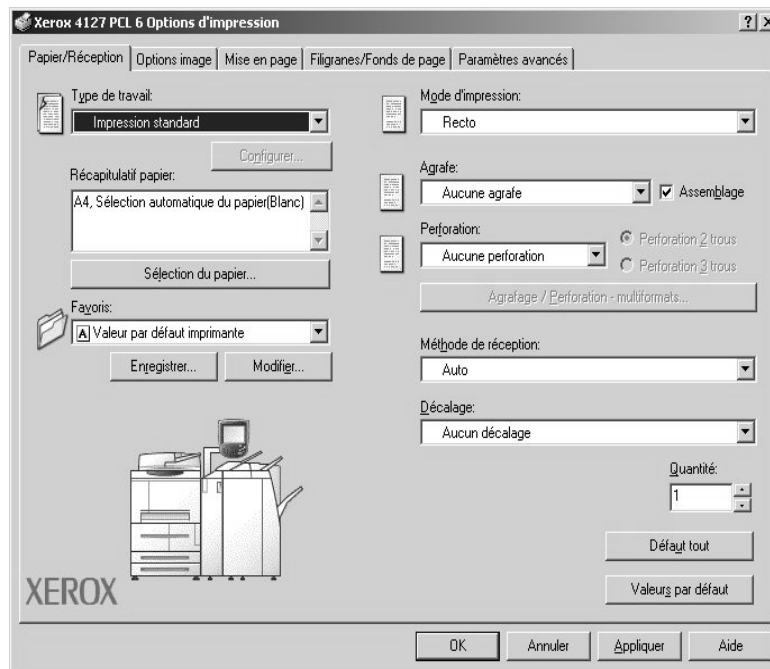 Xerox 4127 PCL 6 Options d'impression
Papier/Réception
Options image
Mise en page
Filigranes/Fonds de page
Paramètres avancés
Type de travail:
Impression standard
Configurer...
Récapitulatif papier:
A4, Sélection automatique du papier(Blanc)
Sélection du papier...
Favoris:
A Valeur par défaut imprimante
Enregistrer...
Modifier...
XEROX
Mode d'impression:
Recto
Agrafe:
Aucune agrafe
Assemblage
Perforation:
Aucune perforation
Perforation 2 trous
Perforation 3 trous
Agrafage / Perforation - multiformats...
Méthode de réception:
Auto
Décalage:
Aucun décalage
Quantité:
1
Défaut tout
Valeurs par défaut
OK
Annuler
Appliquer
Aide